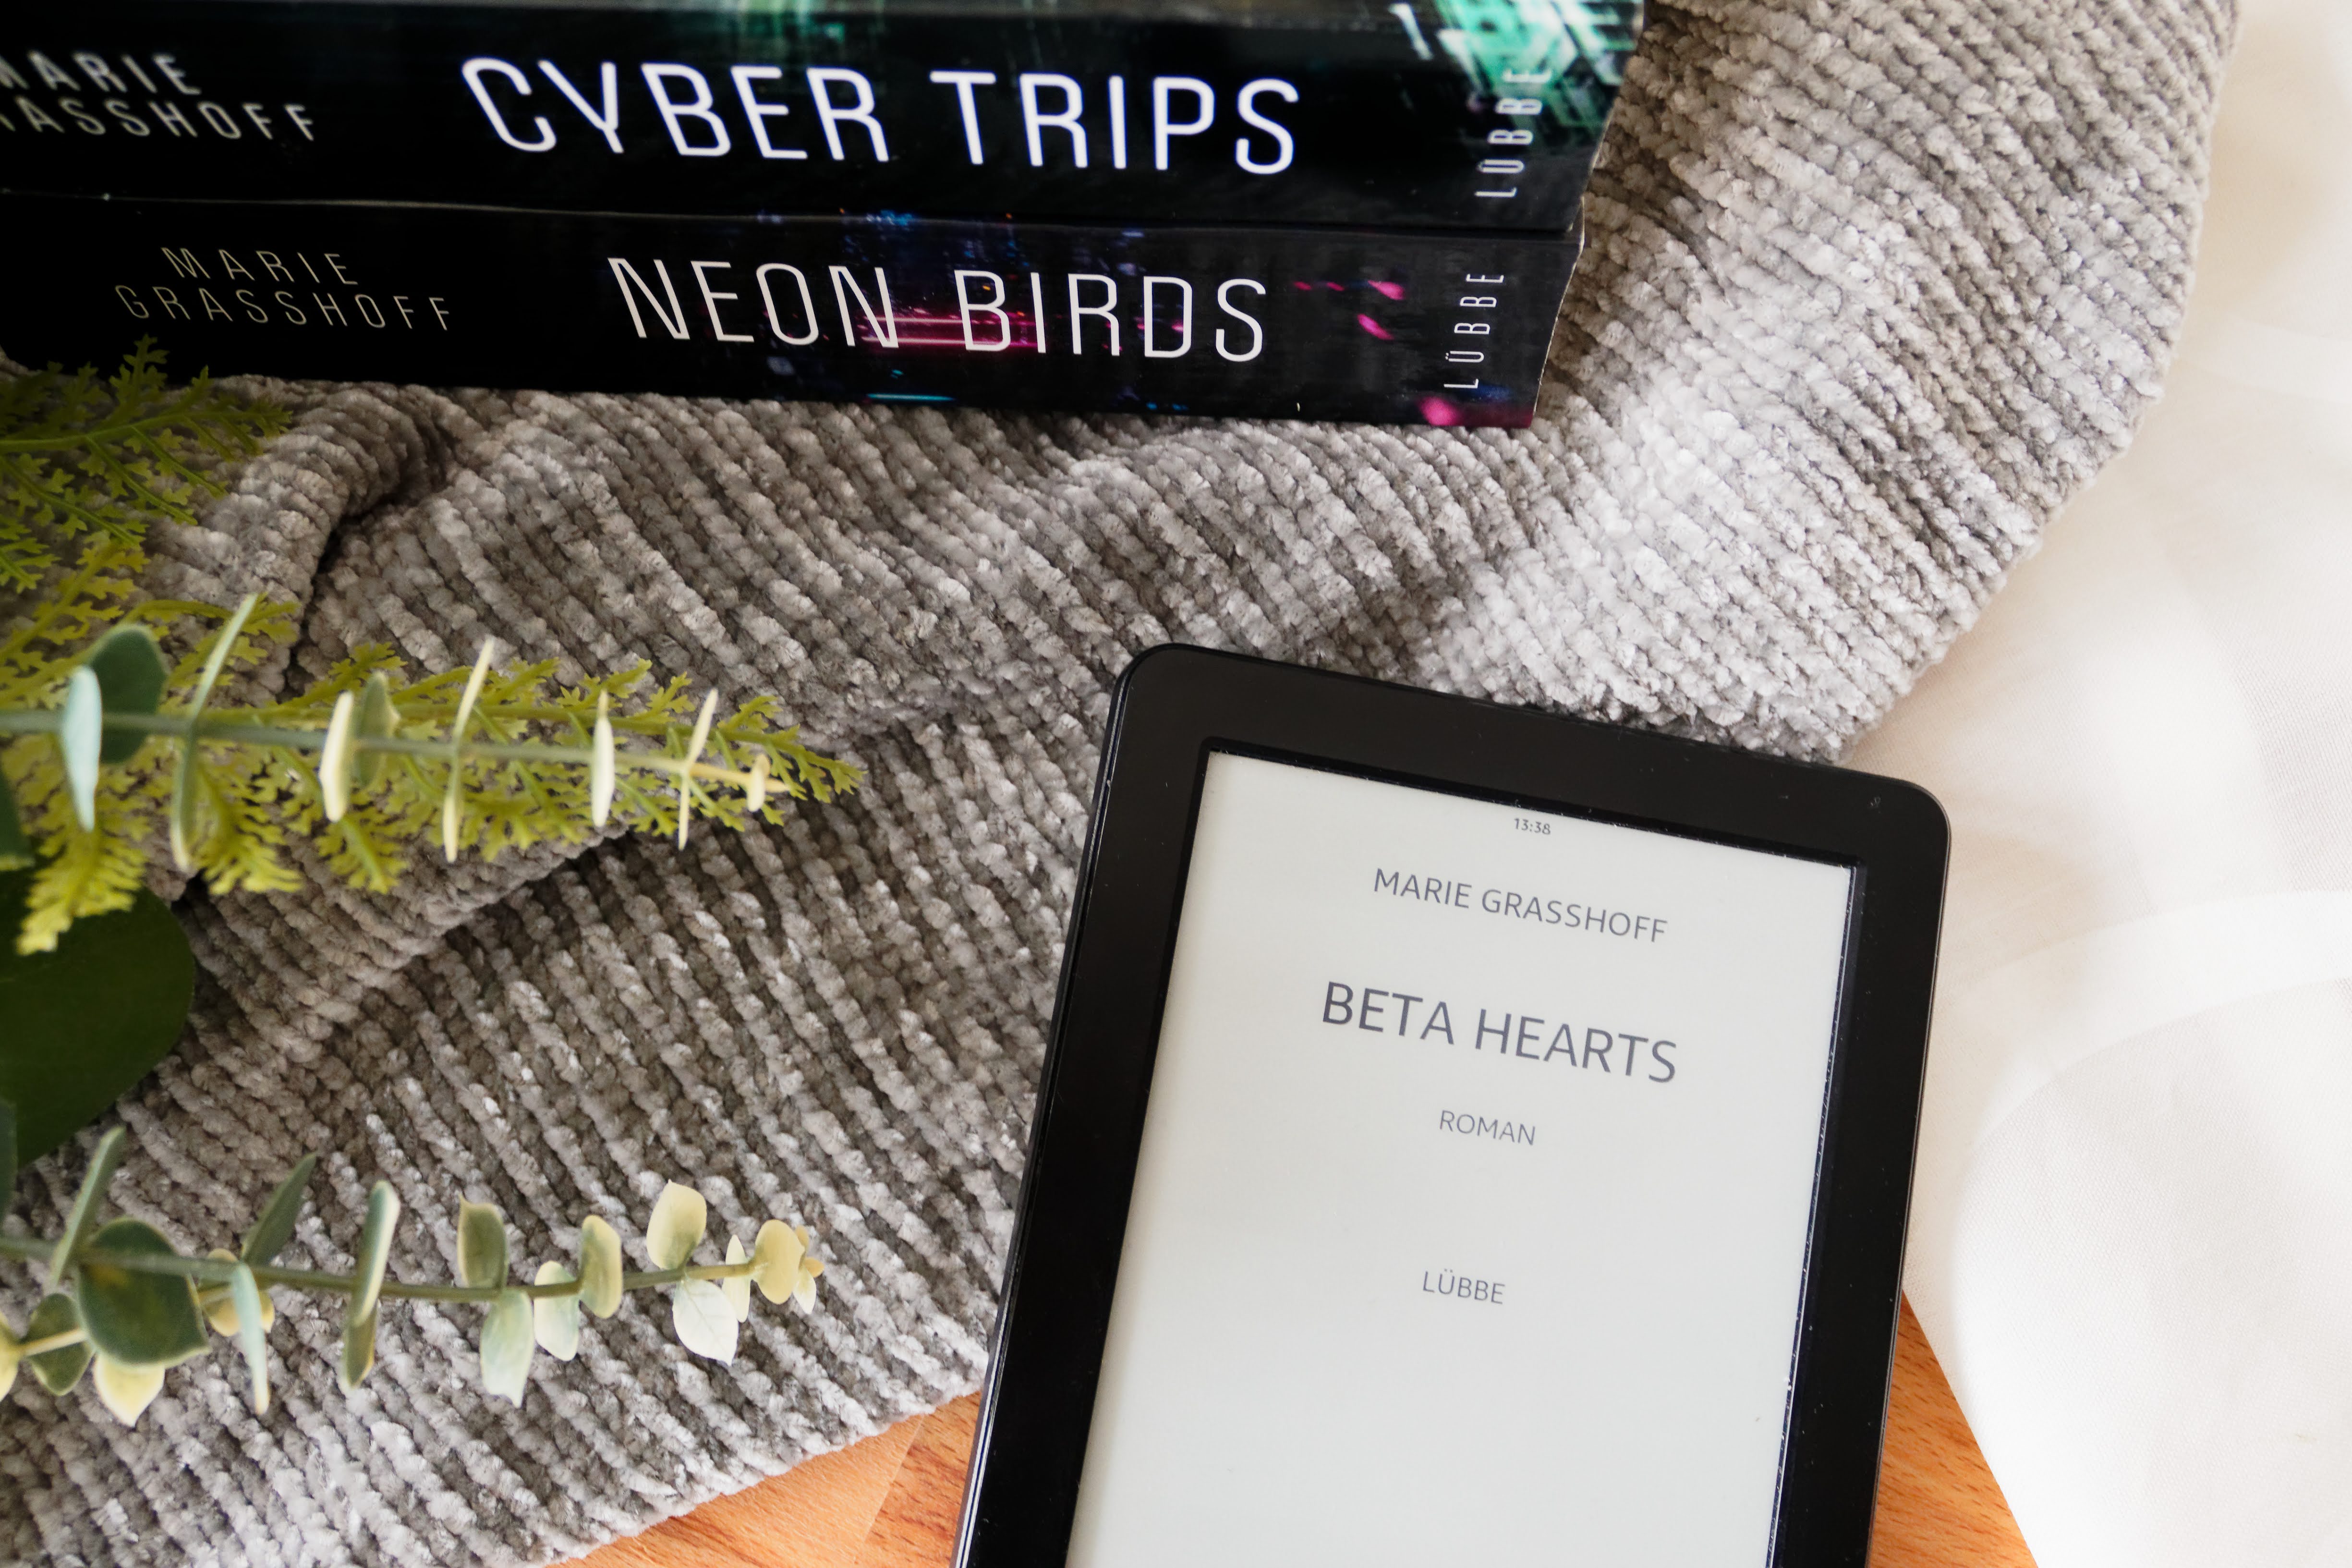 MARIE
GRASSHOFF
CYBER TRIPS
LÜBBE
MARIE
GRASSHOFF
NEON BIRDS
LÜBBE
13:38
MARIE GRASSHOFF
BETA HEARTS
ROMAN
LÜBBE